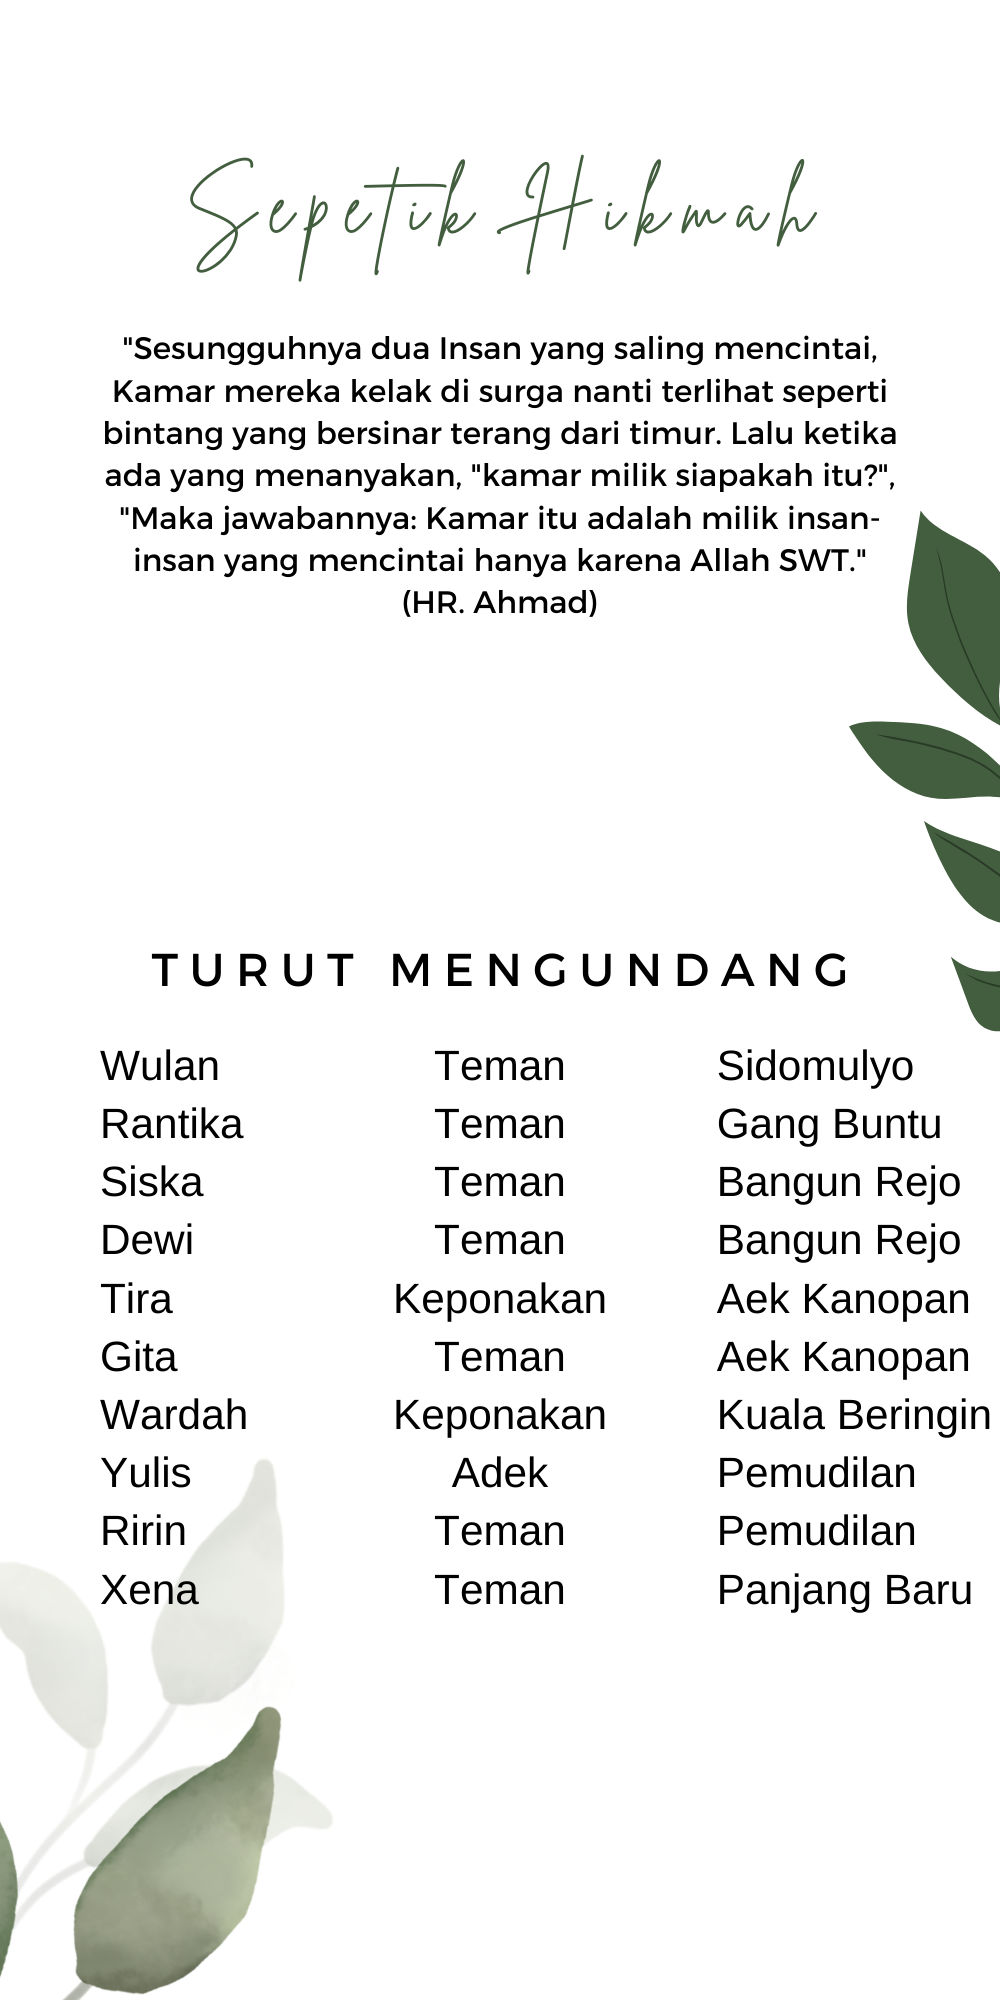 Sepetik Hikmah
"Sesungguhnya dua Insan yang saling mencintai,
Kamar mereka kelak di surga nanti terlihat seperti
bintang yang bersinar terang dari timur. Lalu ketika
ada yang menanyakan, "kamar milik siapakah itu?",
"Maka jawabannya: Kamar itu adalah milik insan-
insan yang mencintai hanya karena Allah SWT."
(HR. Ahmad)
TURUT MENGUNDANG
Wulan Teman Sidomulyo
Rantika Teman Gang Buntu
Siska Teman Bangun Rejo
Dewi Teman Bangun Rejo
Tira Keponakan Aek Kanopan
Gita Teman Aek Kanopan
Wardah Keponakan Kuala Beringin
Yulis Adek Pemudilan
Ririn Teman Pemudilan
Xena Teman Panjang Baru